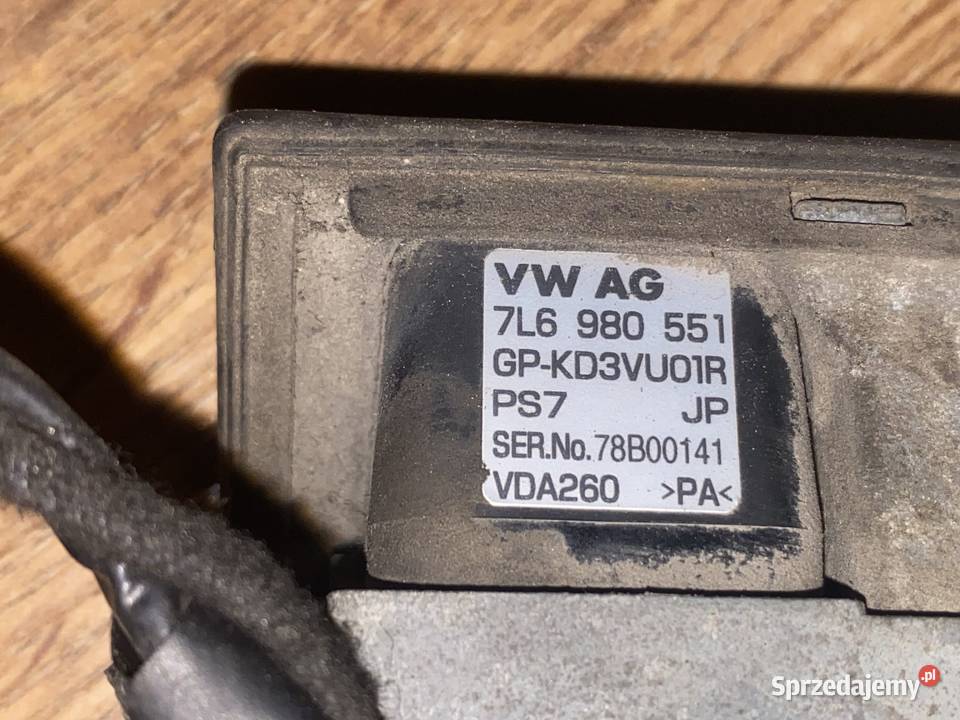 VW AG
7L6 980 551
GP-KD3VU01R
PS7 JP
SER.No.78B00141
VDA260 >PA<
Sprzedajemy.pl